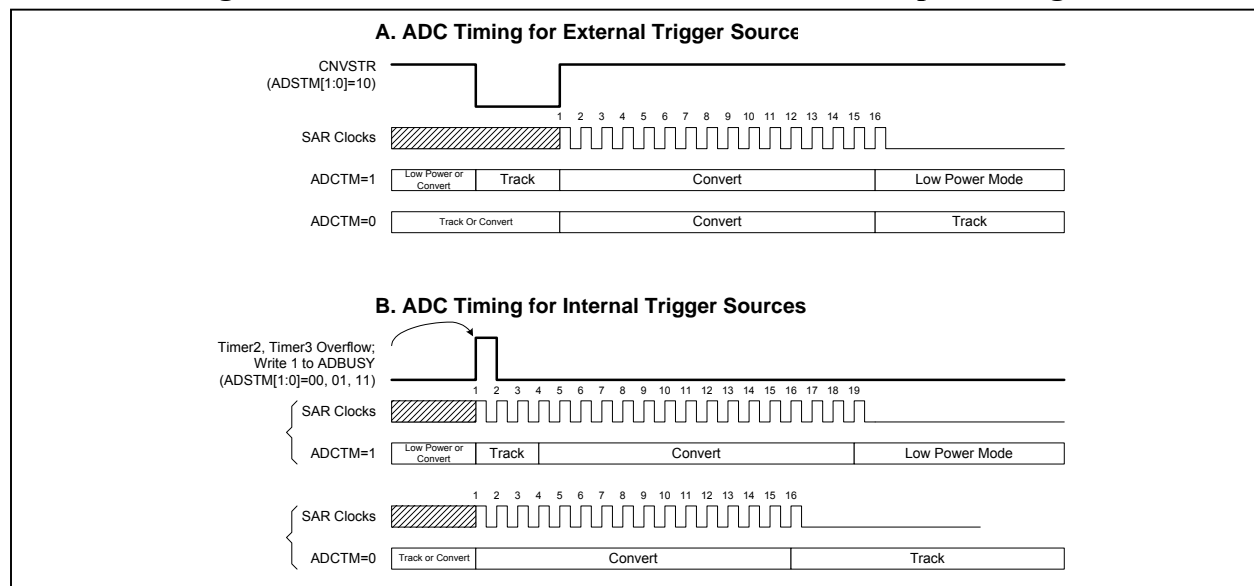 A. ADC Timing for External Trigger Source
CNVSTR
(ADSTM[1:0]=10)
1 2 3 4 5 6 7 8 9 10 11 12 13 14 15 16
SAR Clocks
ADCTM=1
Low Power or
Convert
Track
Convert
Low Power Mode
ADCTM=0
Track Or Convert
Convert
Track
B. ADC Timing for Internal Trigger Sources
Timer2, Timer3 Overflow;
Write 1 to ADBUSY
(ADSTM[1:0]=00, 01, 11)
1 2 3 4 5 6 7 8 9 10 11 12 13 14 15 16 17 18 19
SAR Clocks
ADCTM=1
Low Power or
Convert
Track
Convert
Low Power Mode
1 2 3 4 5 6 7 8 9 10 11 12 13 14 15 16
SAR Clocks
ADCTM=0
Track or Convert
Convert
Track